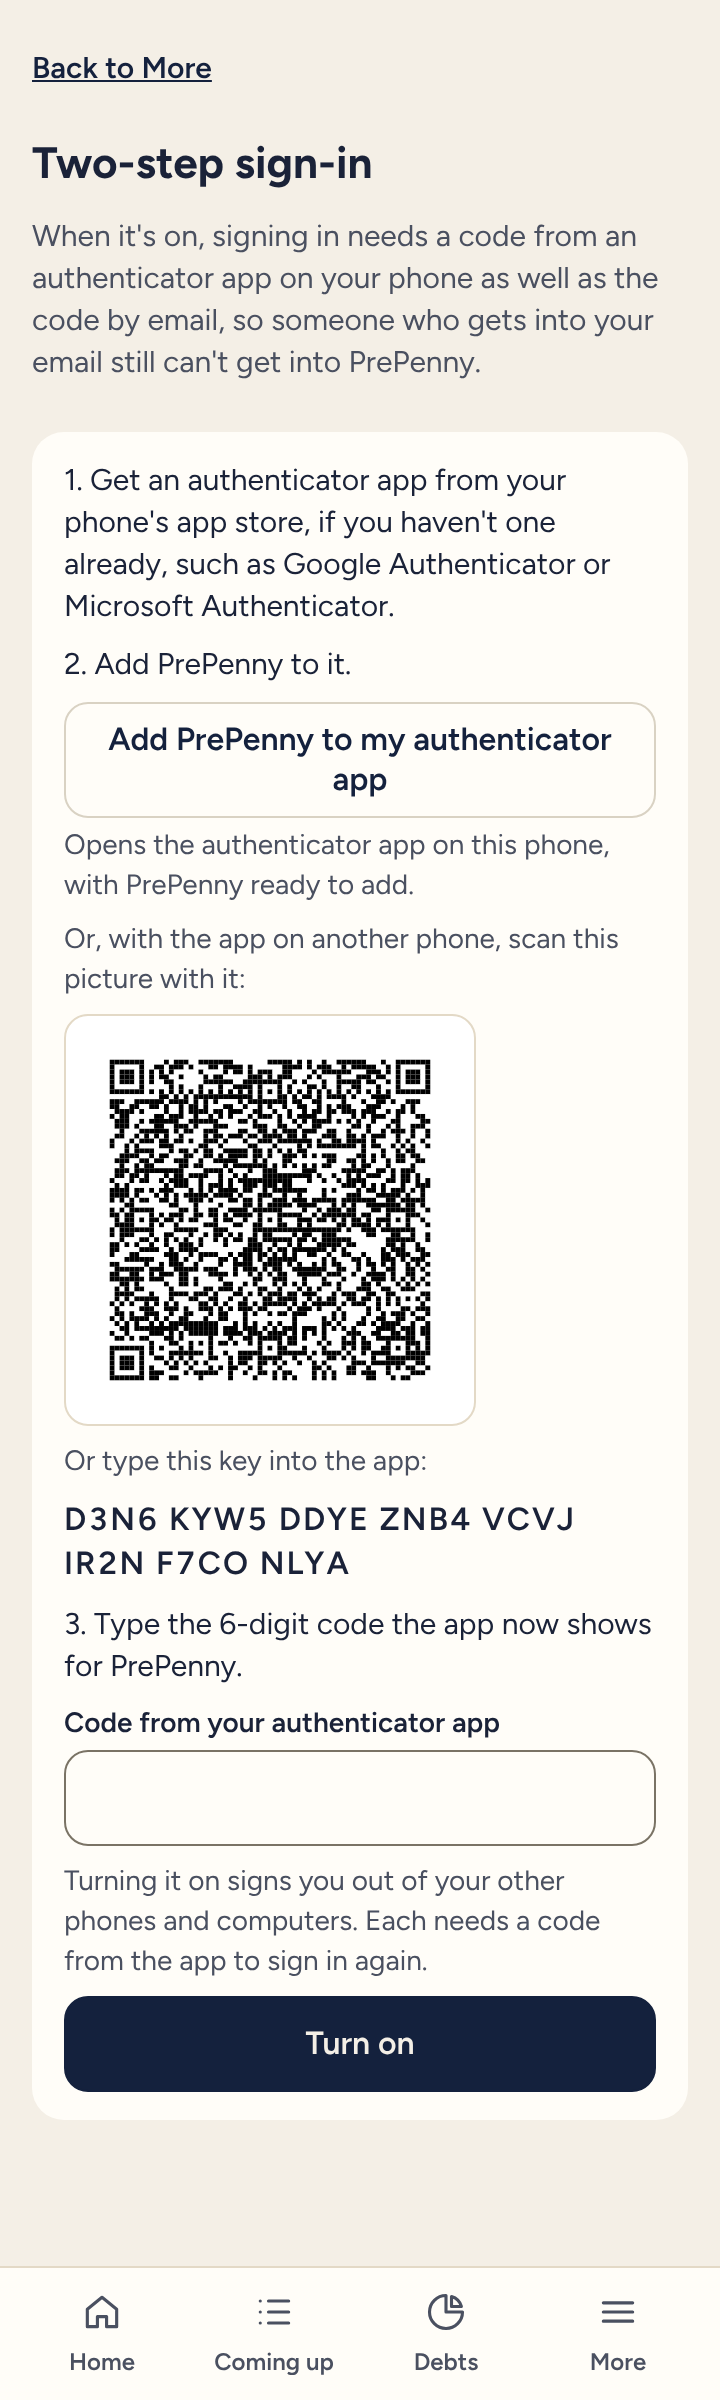 Back to More
Two-step sign-in
When it's on, signing in needs a code from an
authenticator app on your phone as well as the
code by email, so someone who gets into your
email still can't get into PrePenny.
1. Get an authenticator app from your
phone's app store, if you haven't one
already, such as Google Authenticator or
Microsoft Authenticator.
2. Add PrePenny to it.
Add PrePenny to my authenticator
app
Opens the authenticator app on this phone,
with PrePenny ready to add.
Or, with the app on another phone, scan this
picture with it:
Or type this key into the app:
D3N6 KYW5 DDYE ZNB4 VCVJ
IR2N F7CO NLYA
3. Type the 6-digit code the app now shows
for PrePenny.
Code from your authenticator app
Turning it on signs you out of your other
phones and computers. Each needs a code
from the app to sign in again.
Turn on
Home
Coming up
Debts
More